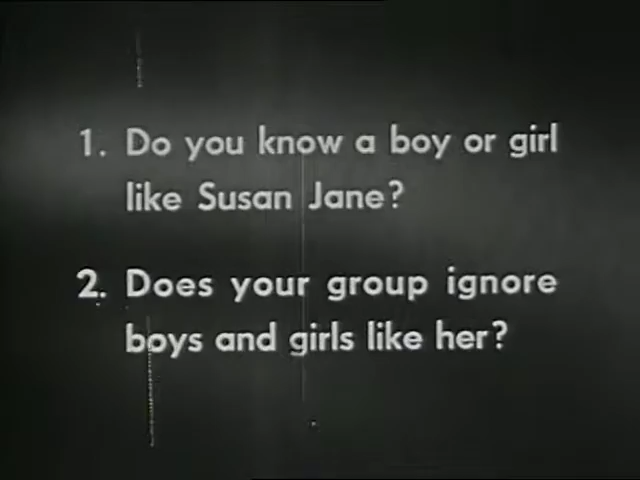 1. Do you know a boy or girl
like Susan Jane?
2. Does your group ignore
boys and girls like her?